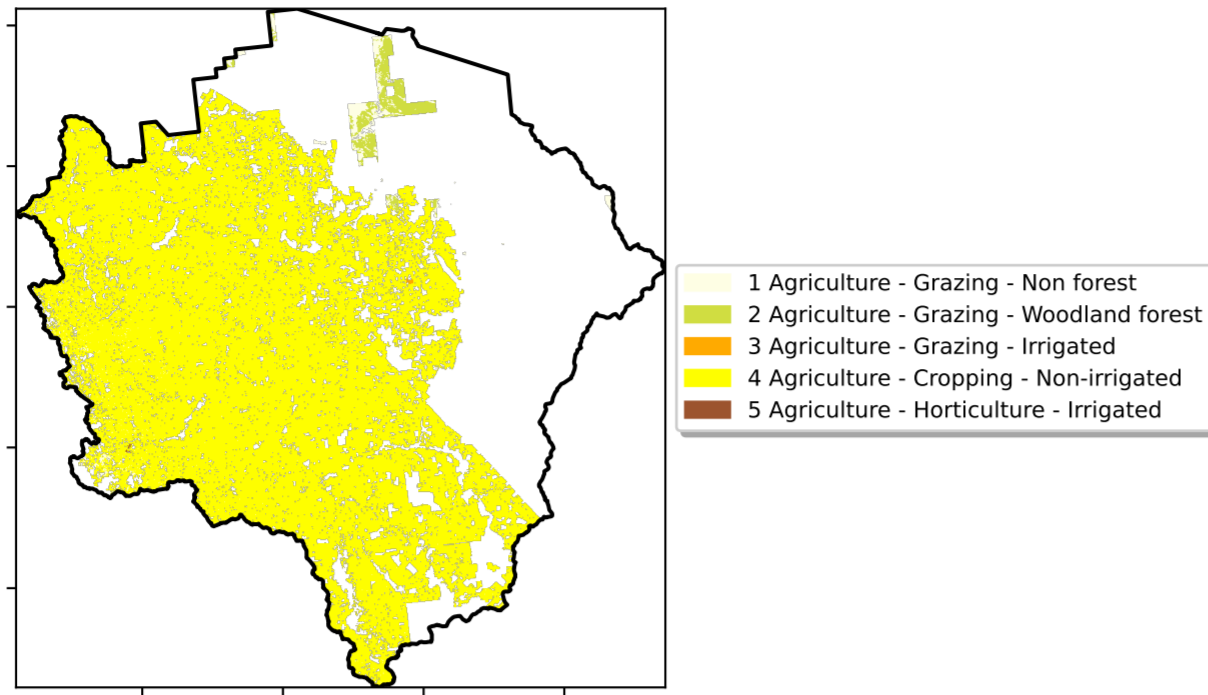 1 Agriculture - Grazing - Non forest
2 Agriculture - Grazing - Woodland forest
3 Agriculture - Grazing - Irrigated
4 Agriculture - Cropping - Non-irrigated
5 Agriculture - Horticulture - Irrigated